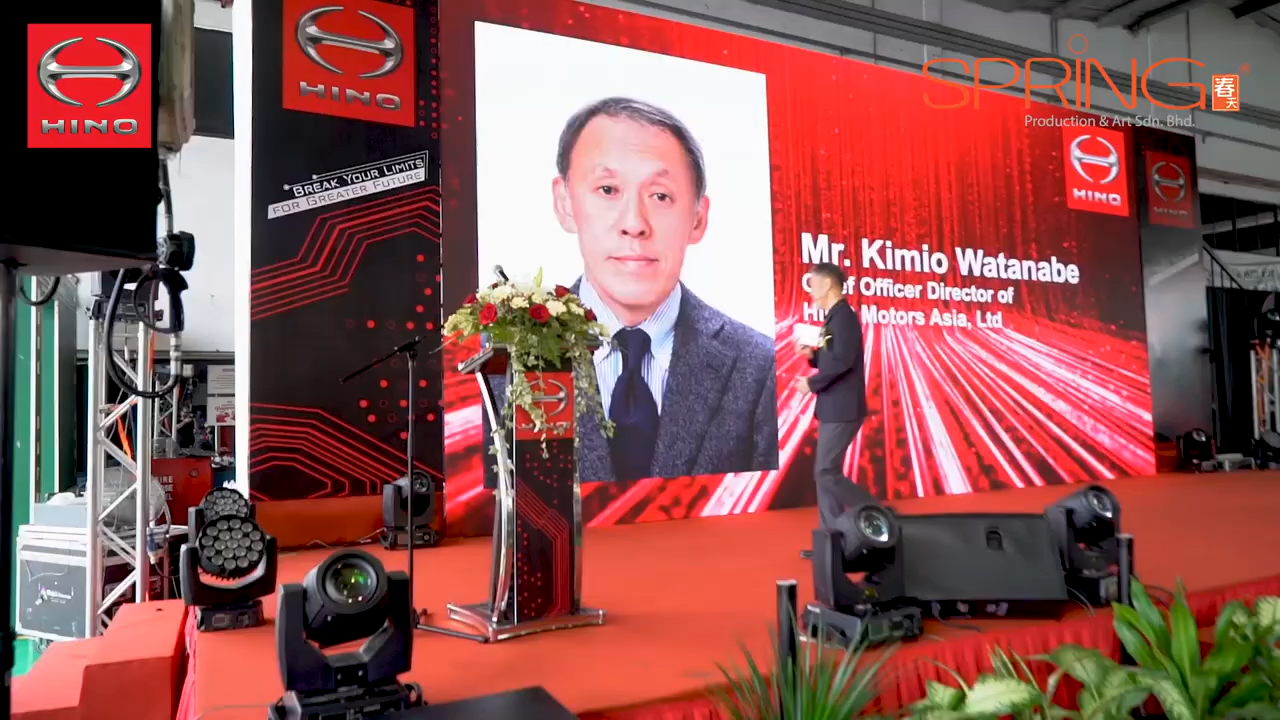 HINO
HINO
BREAK YOUR LIMITS
FOR GREATER FUTURE
SPRiNG
春天
Production & Art Sdn. Bhd.
HINO
HINO
Mr. Kimio Watanabe
Officer Director of
Motors Asia, Ltd